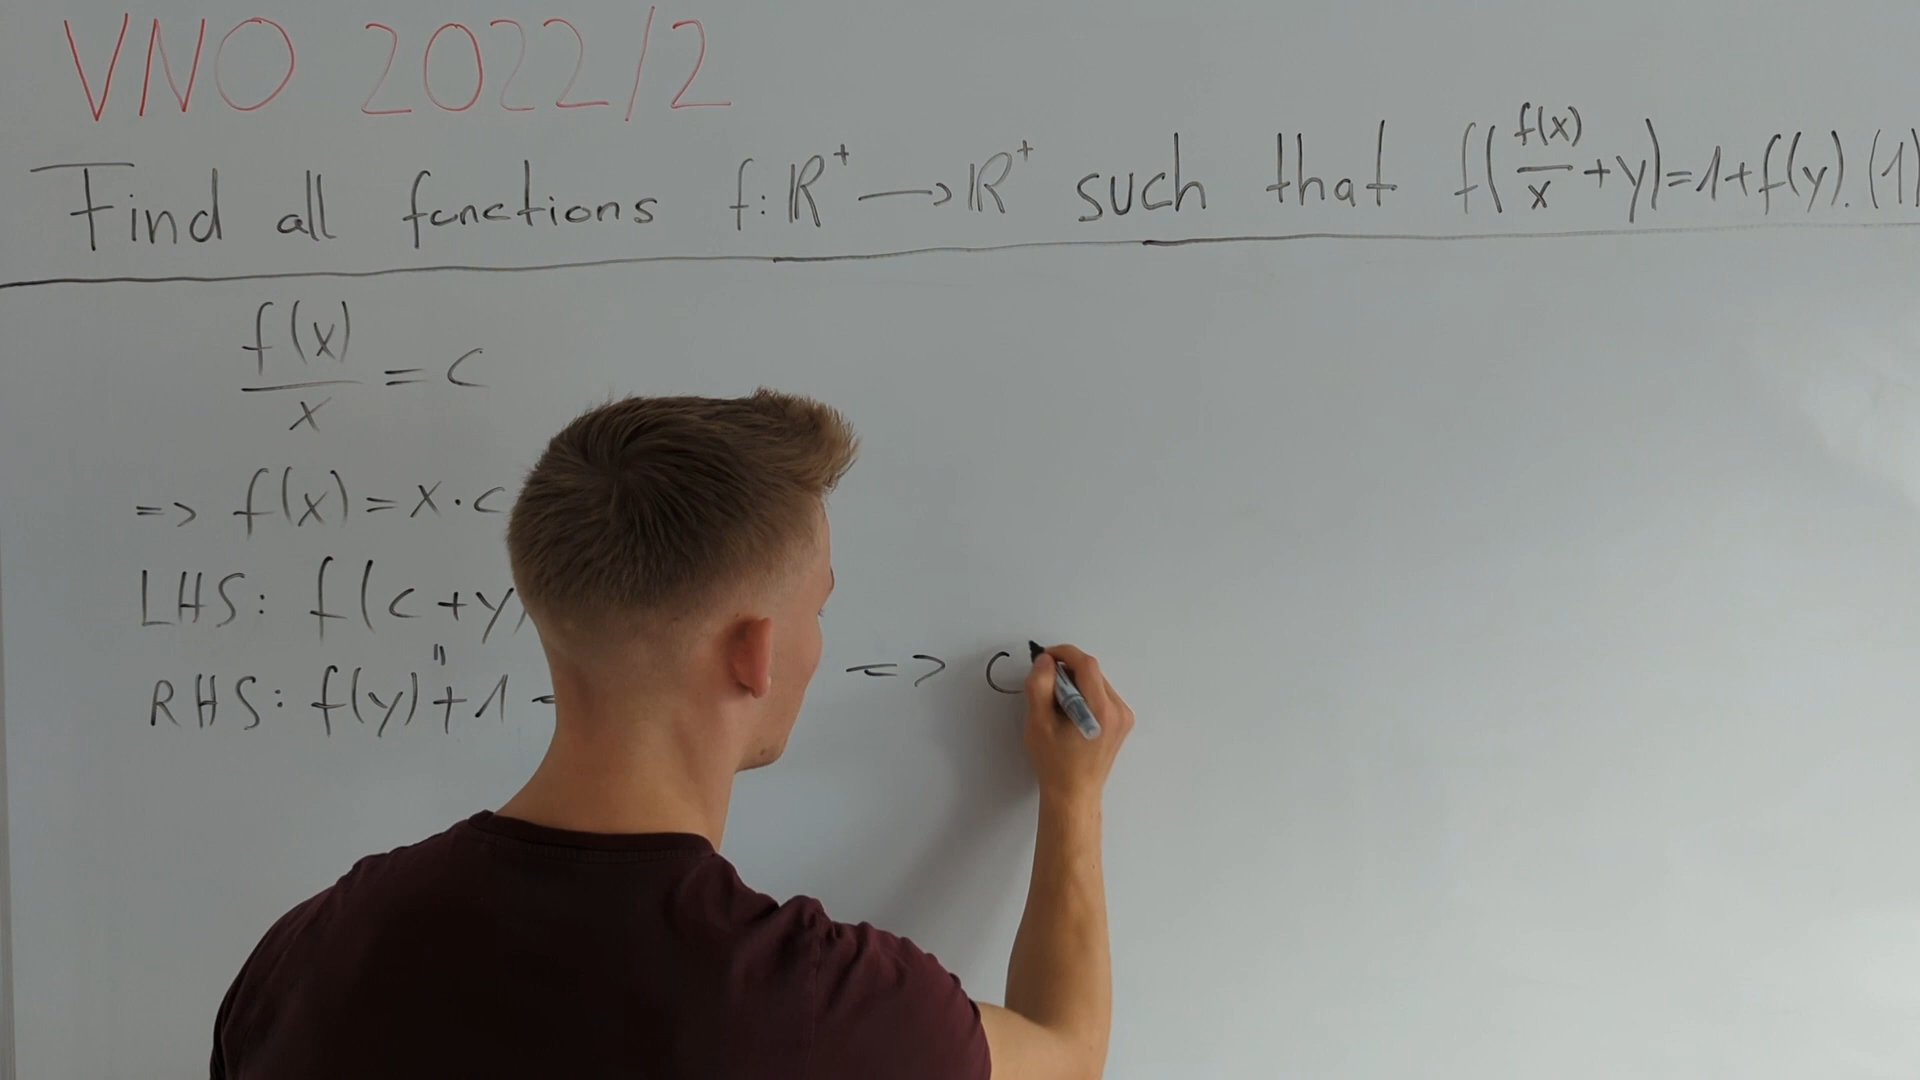 VNO 2022/2
Find all functions f: ℝ⁺ → ℝ⁺ such that f(f(x)/x + y) = 1 + f(y). (1)
f(x)/x = c
=> f(x) = x · c
LHS: f(c + y)
"
RHS: f(y) + 1
=> c